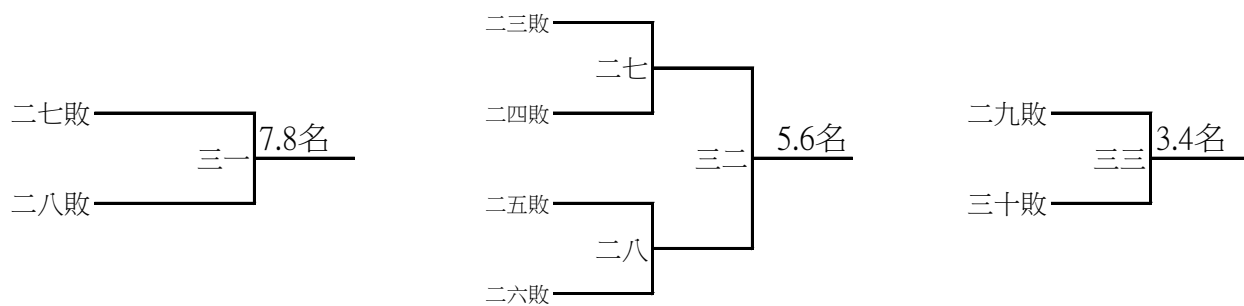 二七敗
三一
7.8名
二八敗
二三敗
二七
二四敗
三二
5.6名
二五敗
二八
二六敗
二九敗
三三
3.4名
三十敗